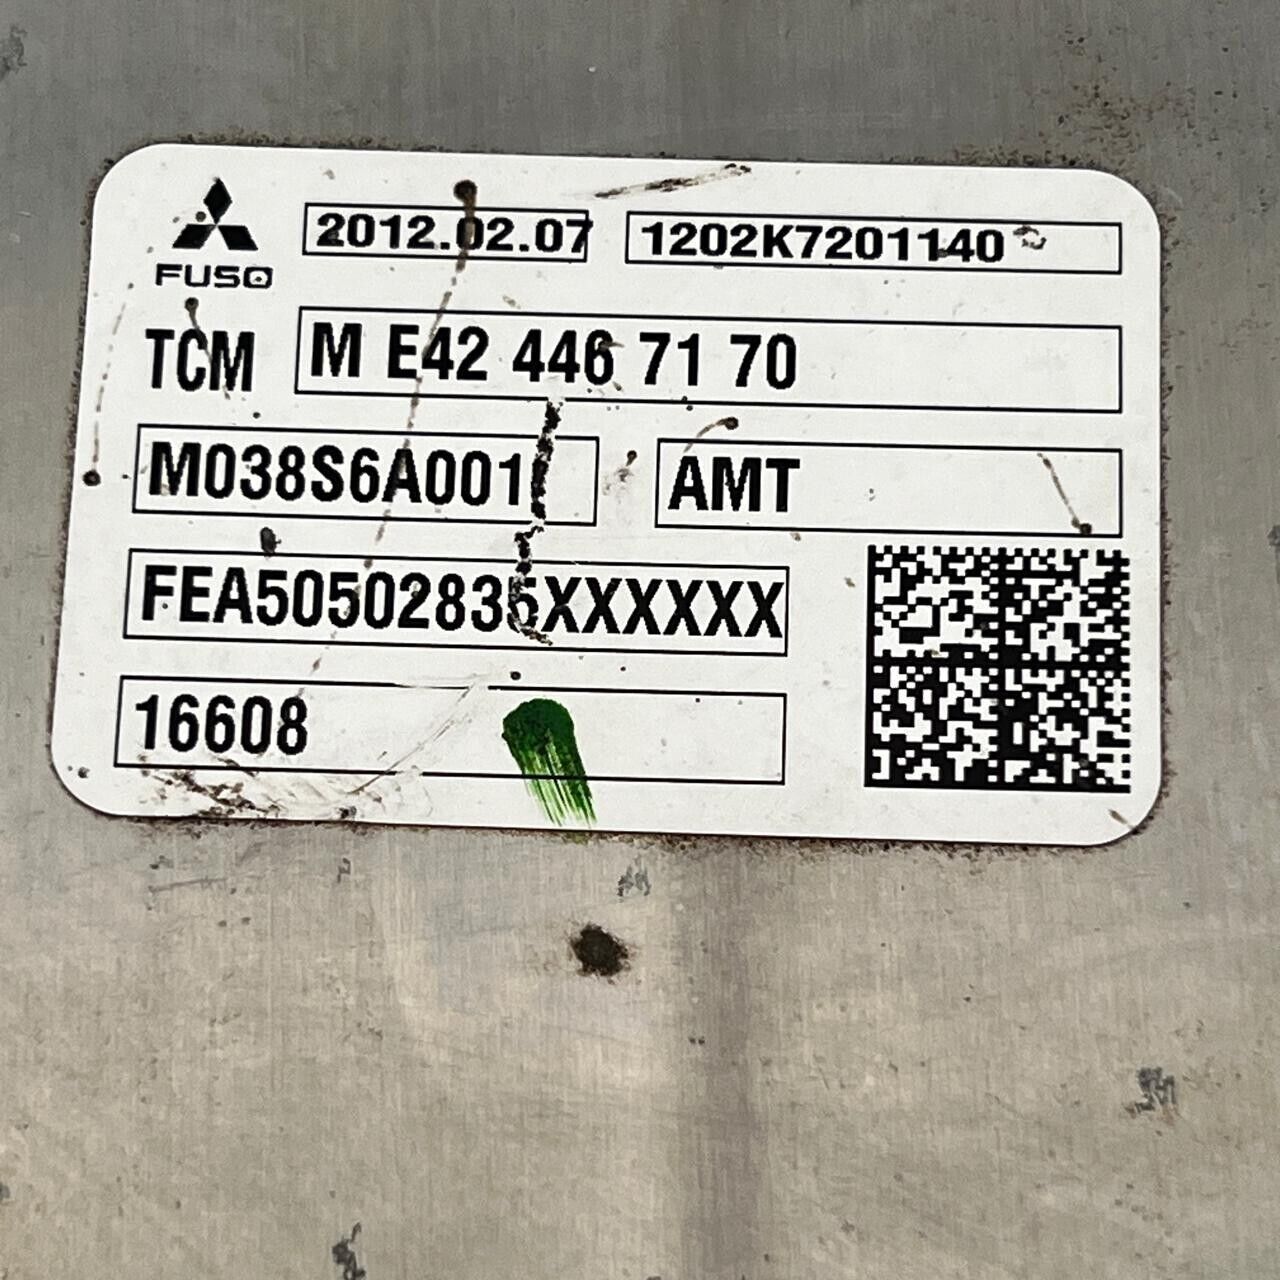 2012.02.07 1202K7201140
FUSO
TCM M E42 446 71 70
M038S6A001 AMT
FEA50502835XXXXXX
16608